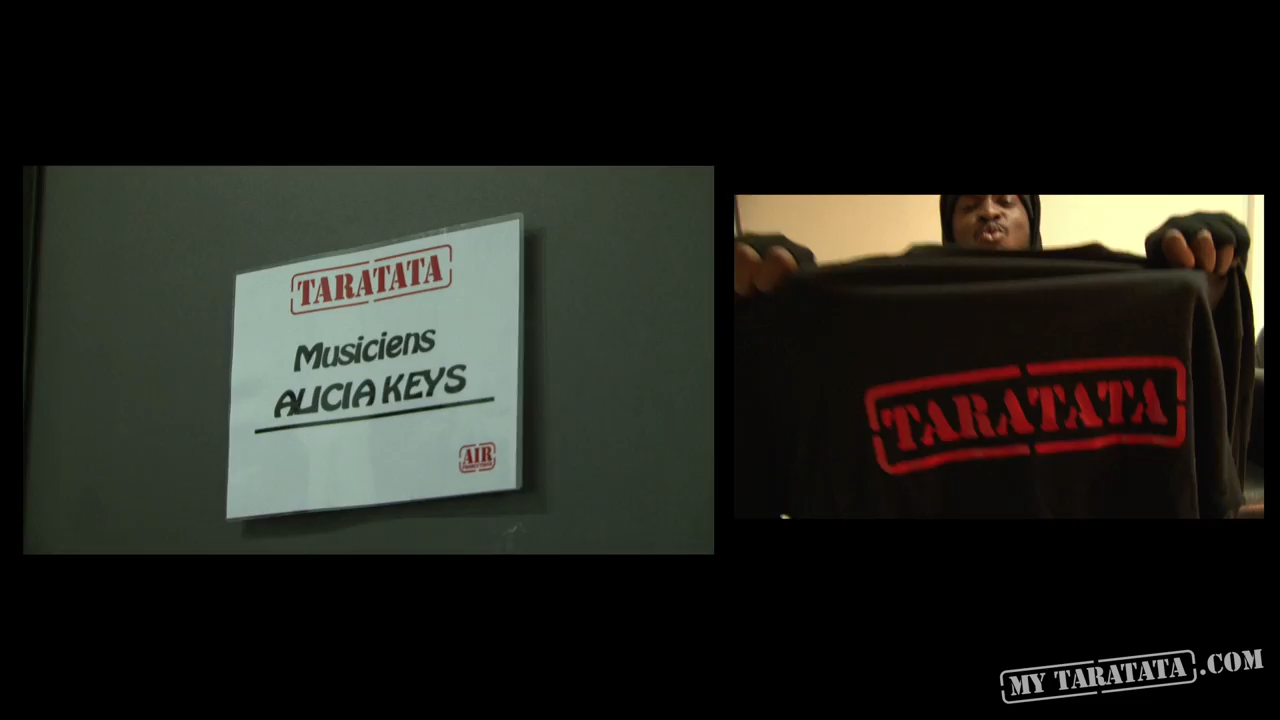 TARATATA
Musiciens
ALICIA KEYS
AIR
TARATATA
MY TARATATA.COM